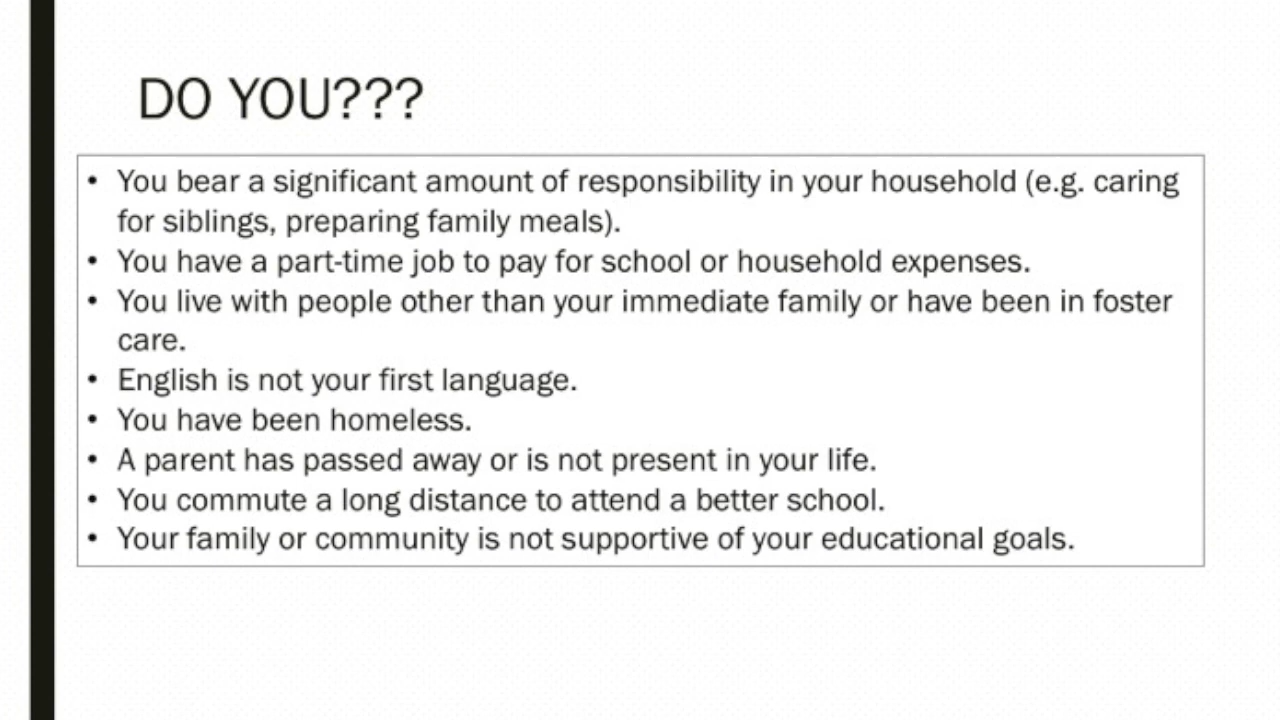 DO YOU???
• You bear a significant amount of responsibility in your household (e.g. caring
for siblings, preparing family meals).
• You have a part-time job to pay for school or household expenses.
• You live with people other than your immediate family or have been in foster
care.
• English is not your first language.
• You have been homeless.
• A parent has passed away or is not present in your life.
• You commute a long distance to attend a better school.
• Your family or community is not supportive of your educational goals.